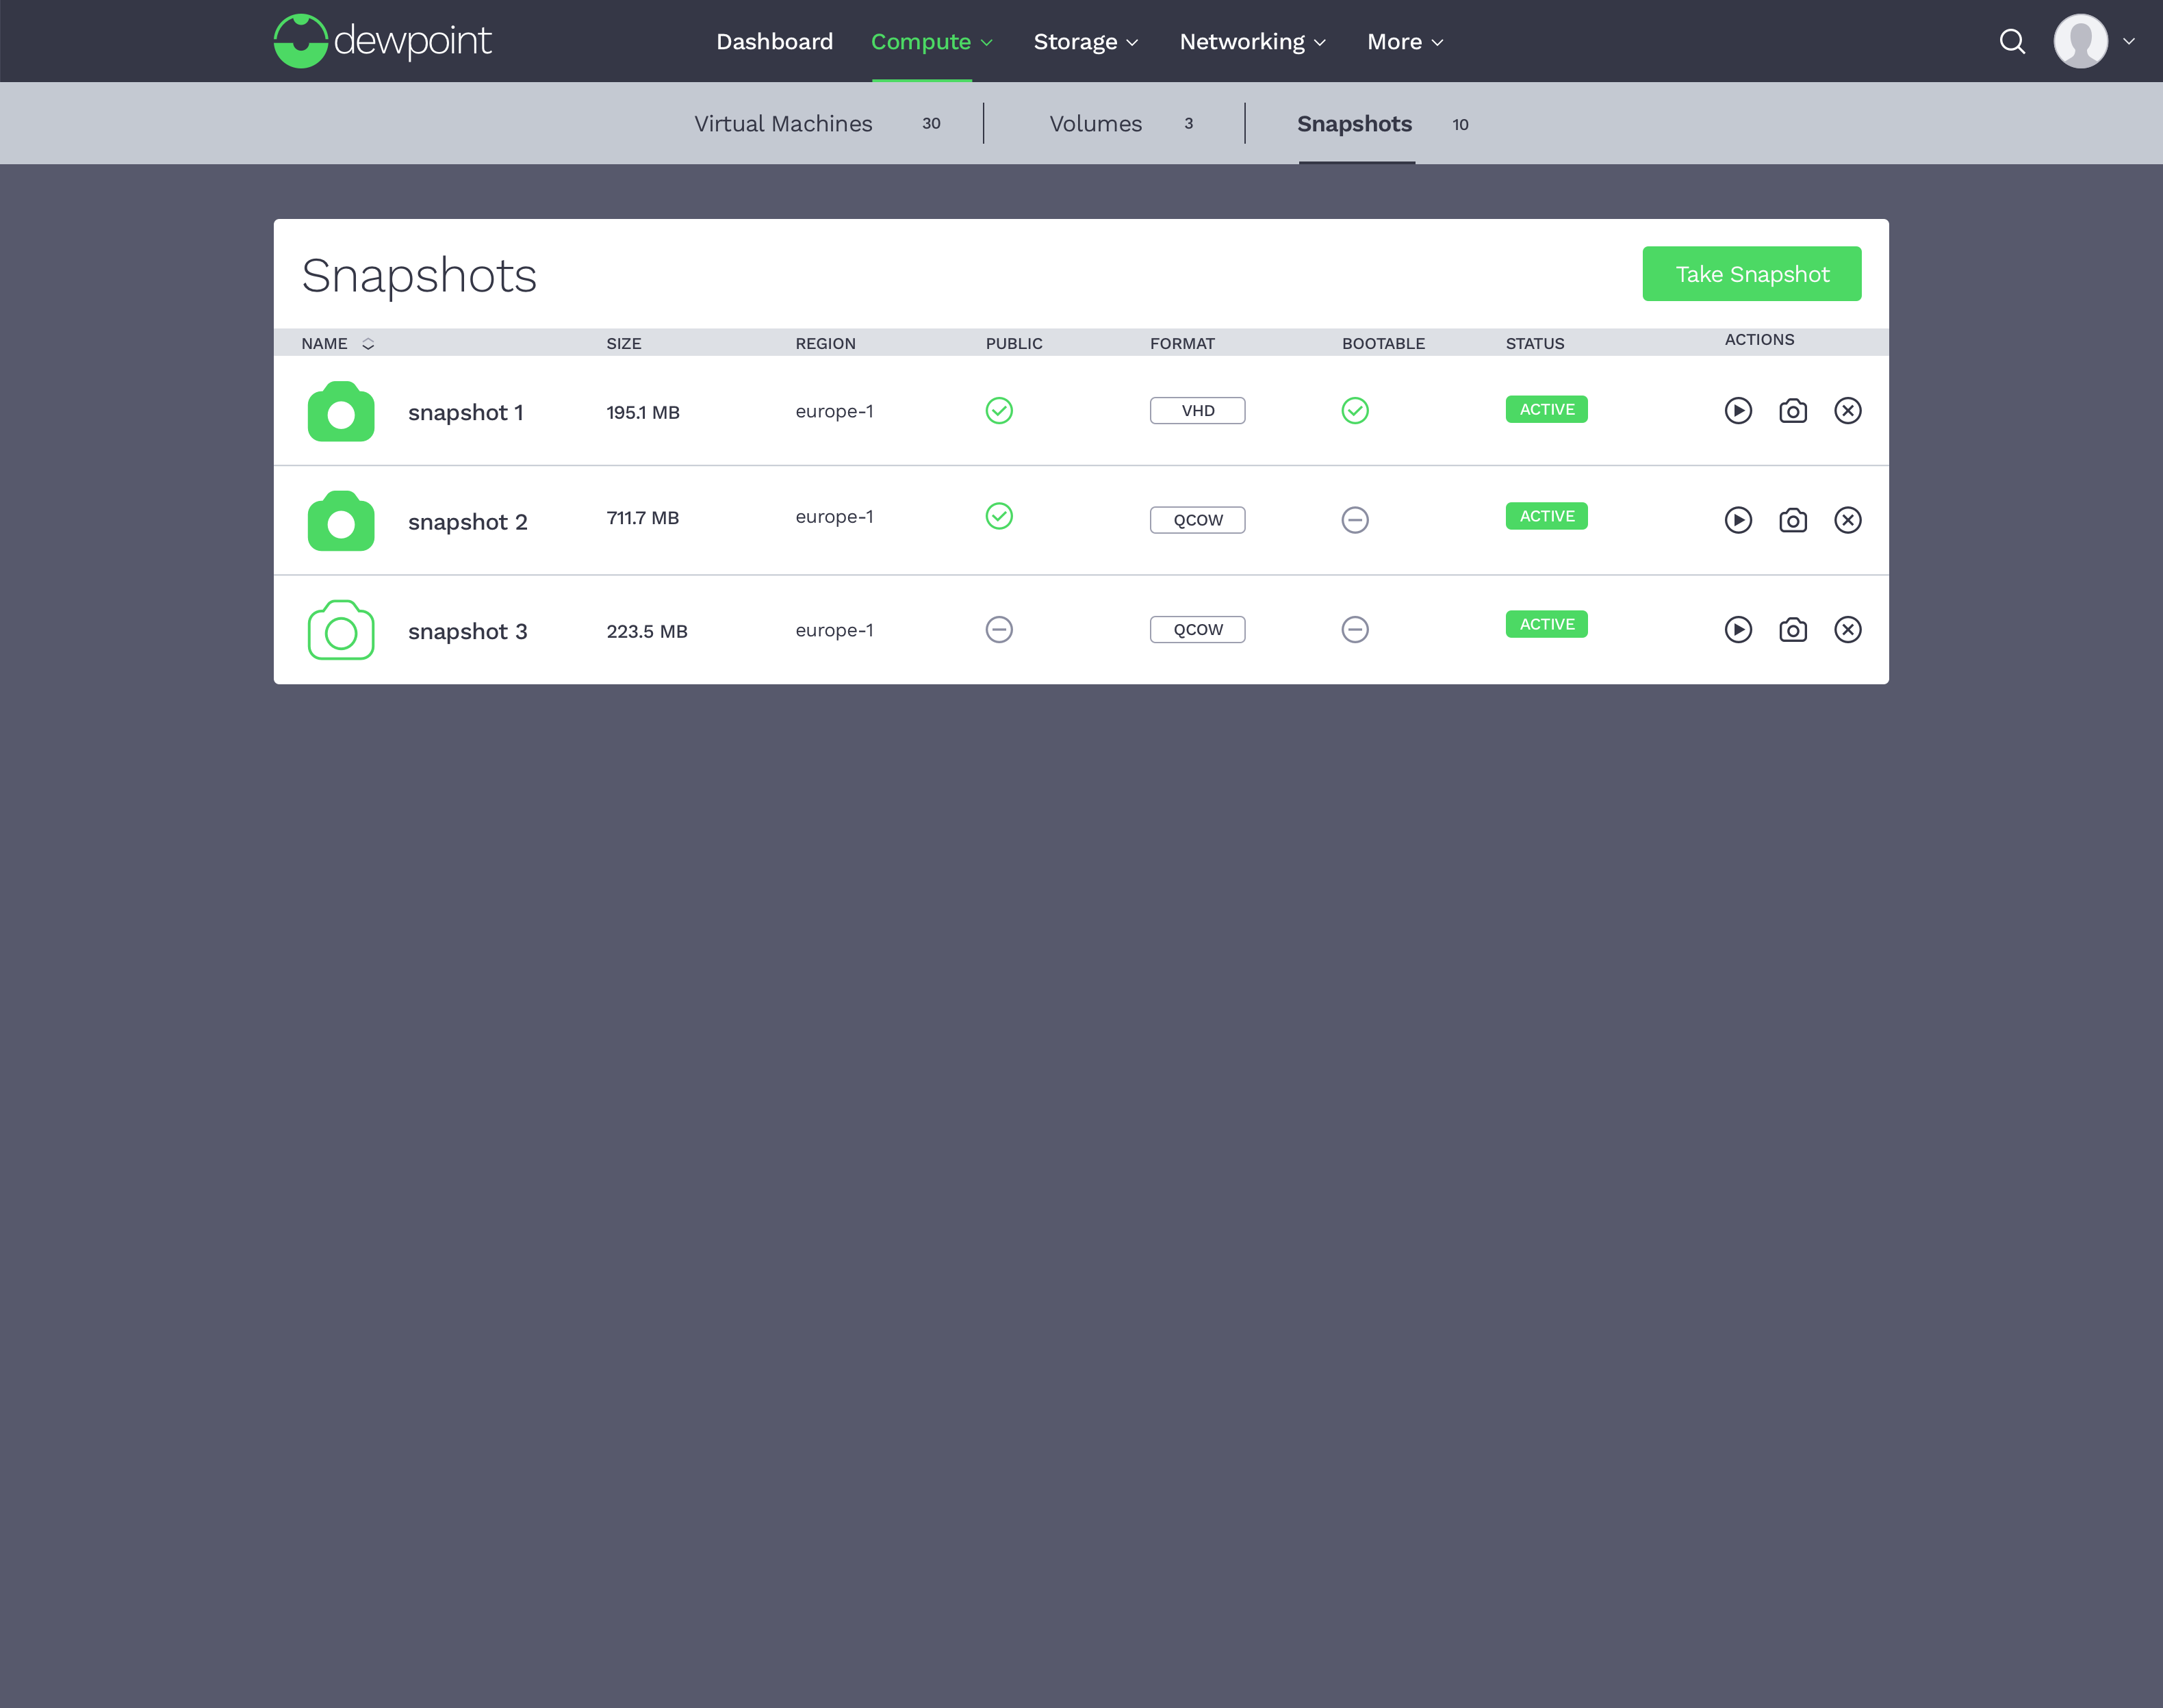 dewpoint Dashboard Compute Storage Networking More
Virtual Machines 30 Volumes 3 Snapshots 10
Snapshots Take Snapshot
NAME SIZE REGION PUBLIC FORMAT BOOTABLE STATUS ACTIONS
snapshot 1 195.1 MB europe-1 VHD ACTIVE
snapshot 2 711.7 MB europe-1 QCOW ACTIVE
snapshot 3 223.5 MB europe-1 QCOW ACTIVE